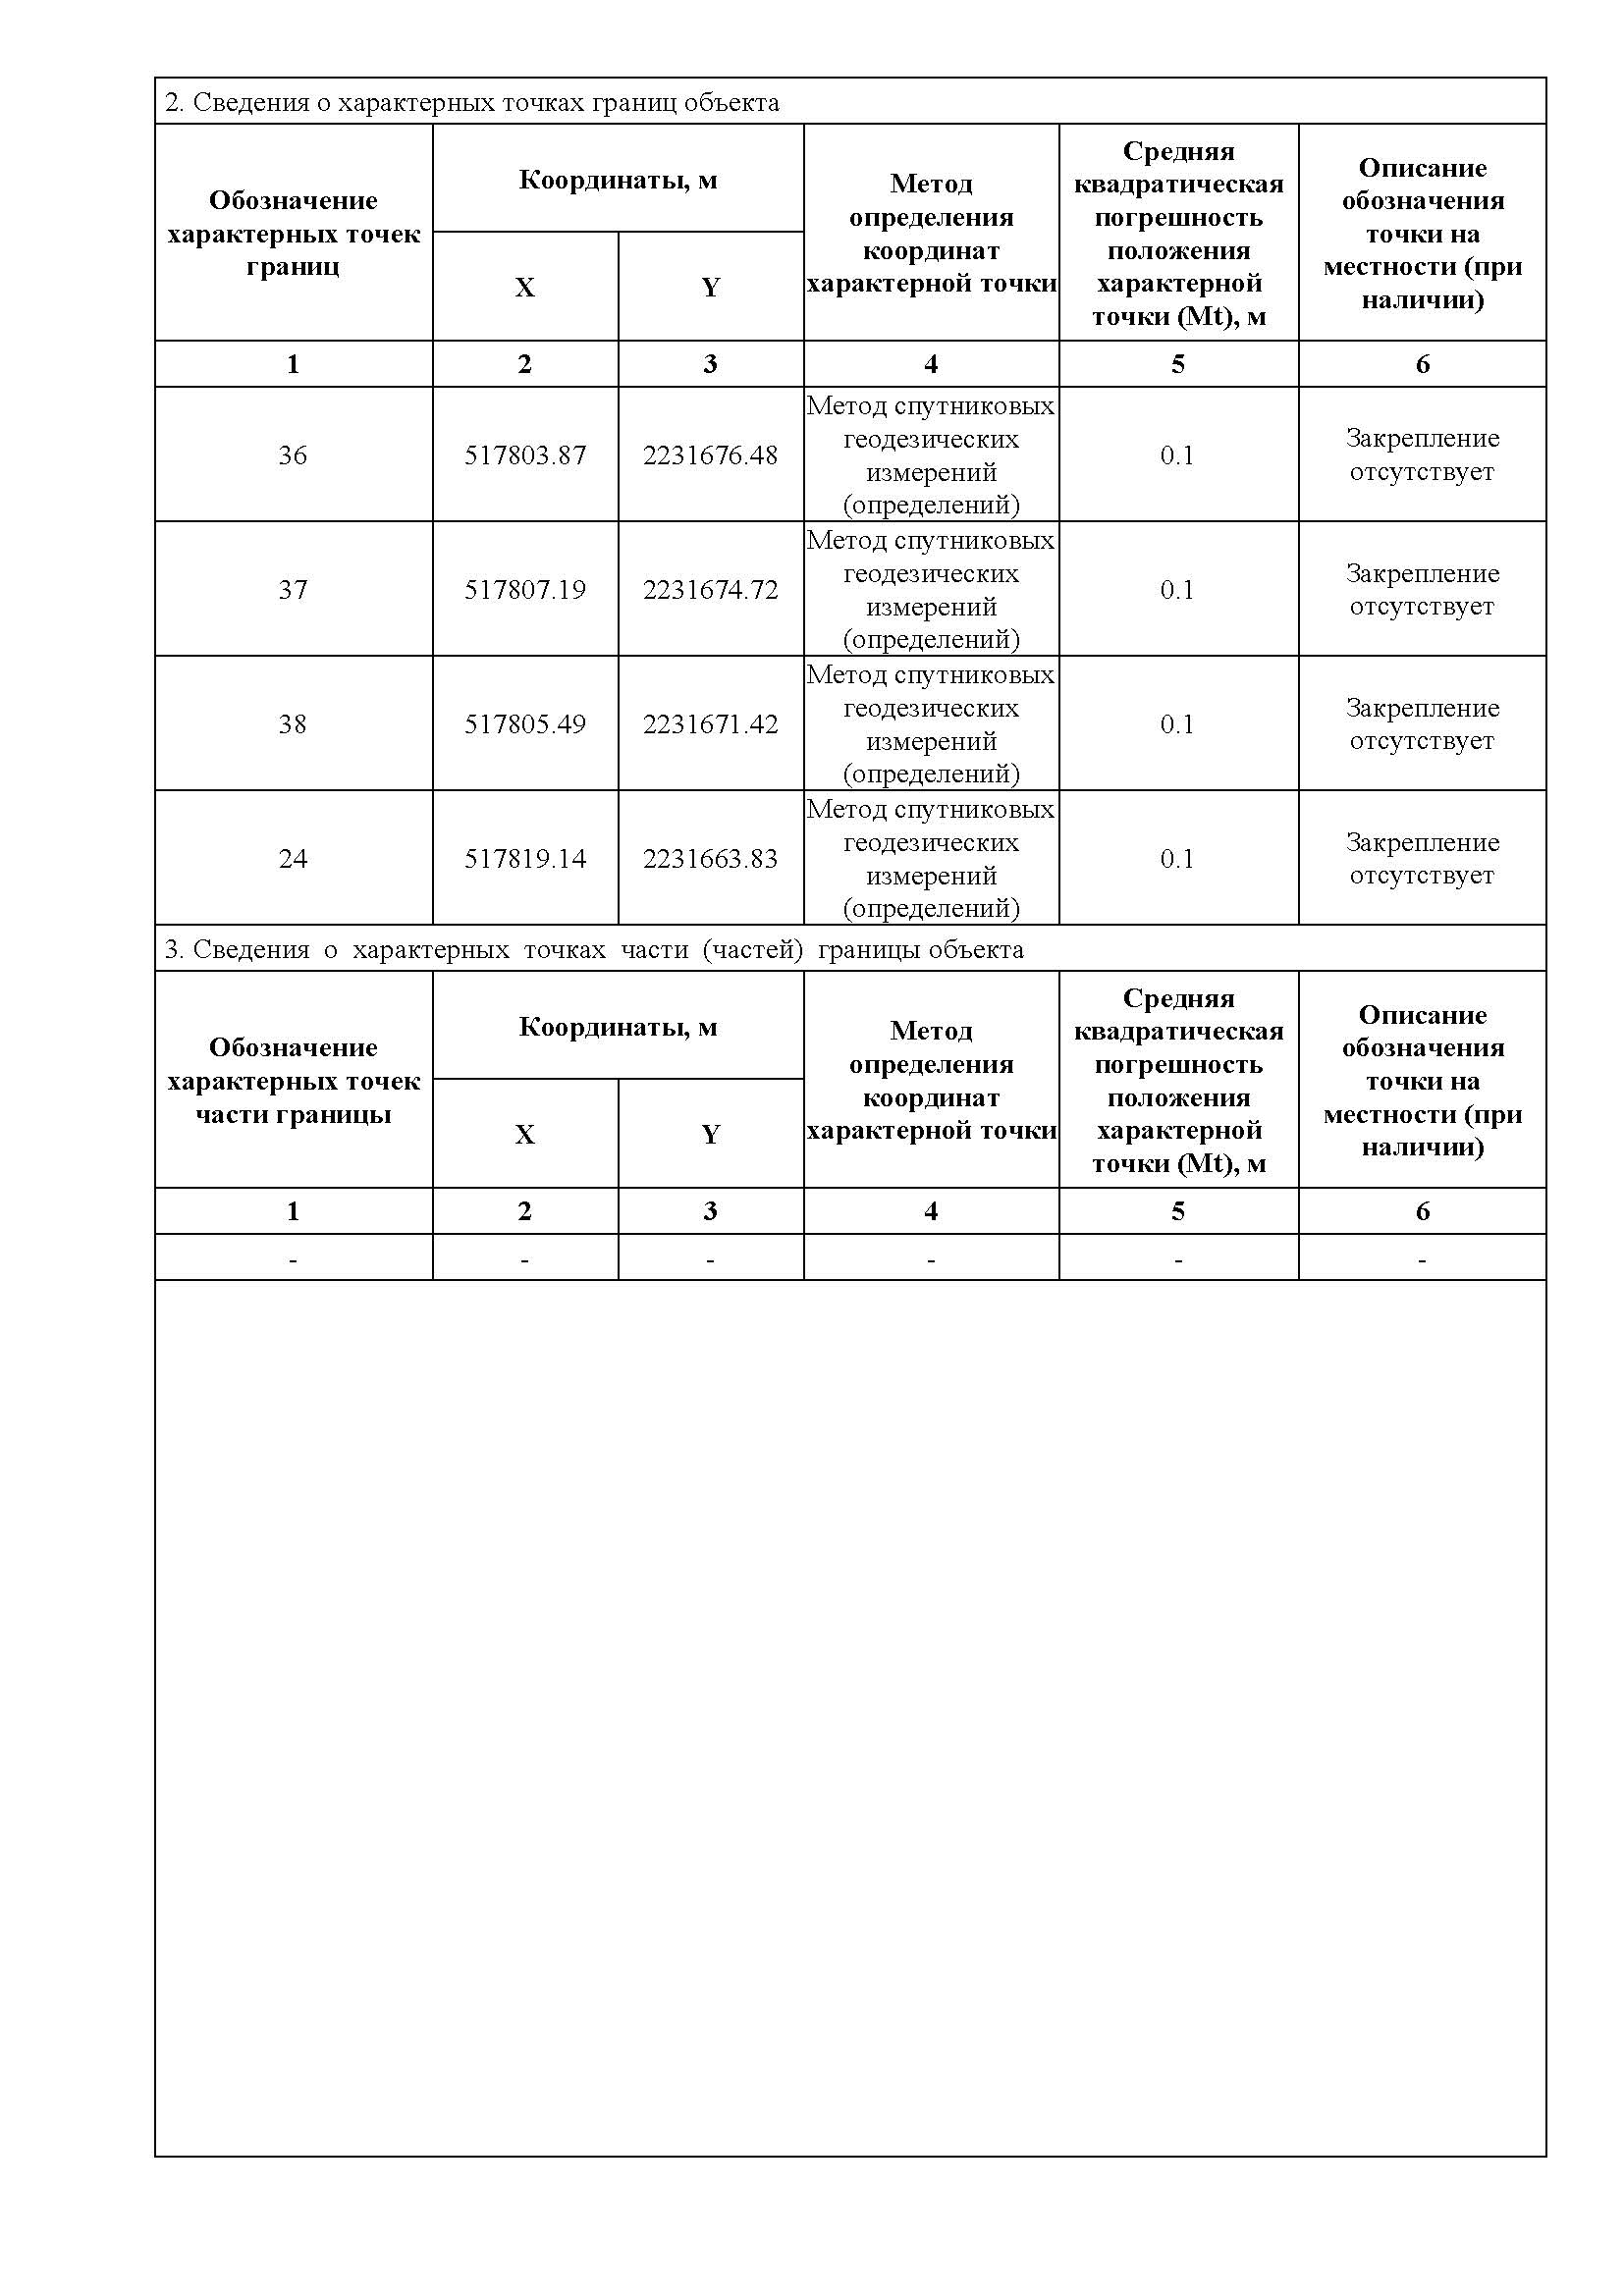 2. Сведения о характерных точках границ объекта
Обозначение
характерных точек
границ
Координаты, м
X
Y
Метод
определения
координат
характерной точки
Средняя
квадратическая
погрешность
положения
характерной
точки (Mt), м
Описание
обозначения
точки на
местности (при
наличии)
1 2 3 4 5 6
36 517803.87 2231676.48
Метод спутниковых
геодезических
измерений
(определений)
0.1
Закрепление
отсутствует
37 517807.19 2231674.72
Метод спутниковых
геодезических
измерений
(определений)
0.1
Закрепление
отсутствует
38 517805.49 2231671.42
Метод спутниковых
геодезических
измерений
(определений)
0.1
Закрепление
отсутствует
24 517819.14 2231663.83
Метод спутниковых
геодезических
измерений
(определений)
0.1
Закрепление
отсутствует
3. Сведения о характерных точках части (частей) границы объекта
Обозначение
характерных точек
части границы
Координаты, м
X
Y
Метод
определения
координат
характерной точки
Средняя
квадратическая
погрешность
положения
характерной
точки (Mt), м
Описание
обозначения
точки на
местности (при
наличии)
1 2 3 4 5 6
- - - - - -